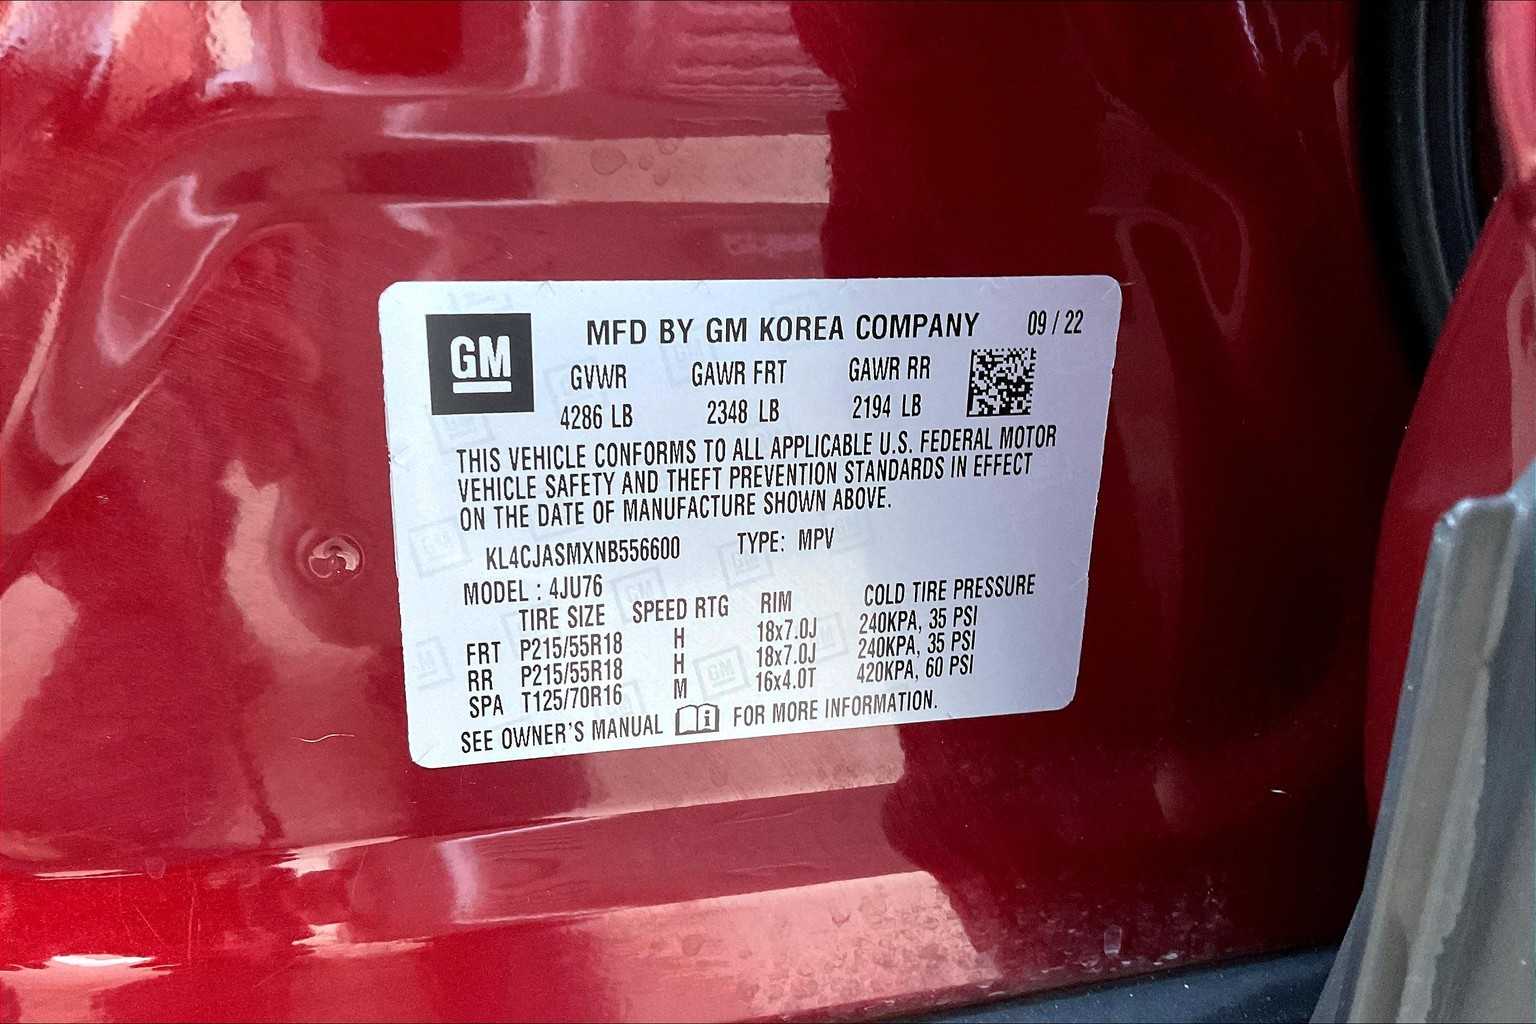 GM
MFD BY GM KOREA COMPANY 09 / 22
GVWR GAWR FRT GAWR RR
4286 LB 2348 LB 2194 LB
THIS VEHICLE CONFORMS TO ALL APPLICABLE U.S. FEDERAL MOTOR
VEHICLE SAFETY AND THEFT PREVENTION STANDARDS IN EFFECT
ON THE DATE OF MANUFACTURE SHOWN ABOVE.
KL4CJASMXNB556600 TYPE: MPV
MODEL : 4JU76
TIRE SIZE SPEED RTG RIM COLD TIRE PRESSURE
FRT P215/55R18 H 18x7.0J 240KPA, 35 PSI
RR P215/55R18 H 18x7.0J 240KPA, 35 PSI
SPA T125/70R16 M 16x4.0T 420KPA, 60 PSI
SEE OWNER'S MANUAL i FOR MORE INFORMATION.